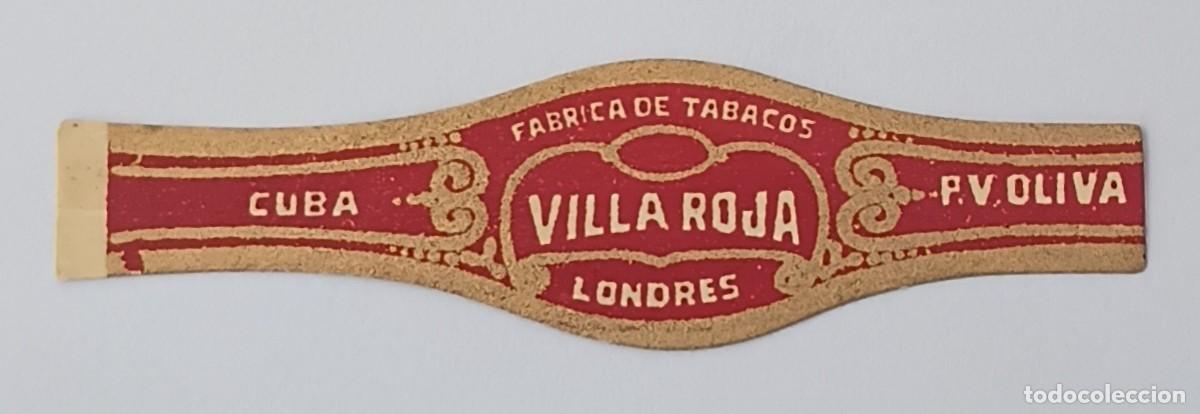 FABRICA DE TABACOS
CUBA
VILLA ROJA
P.V. OLIVA
LONDRES
todocoleccion